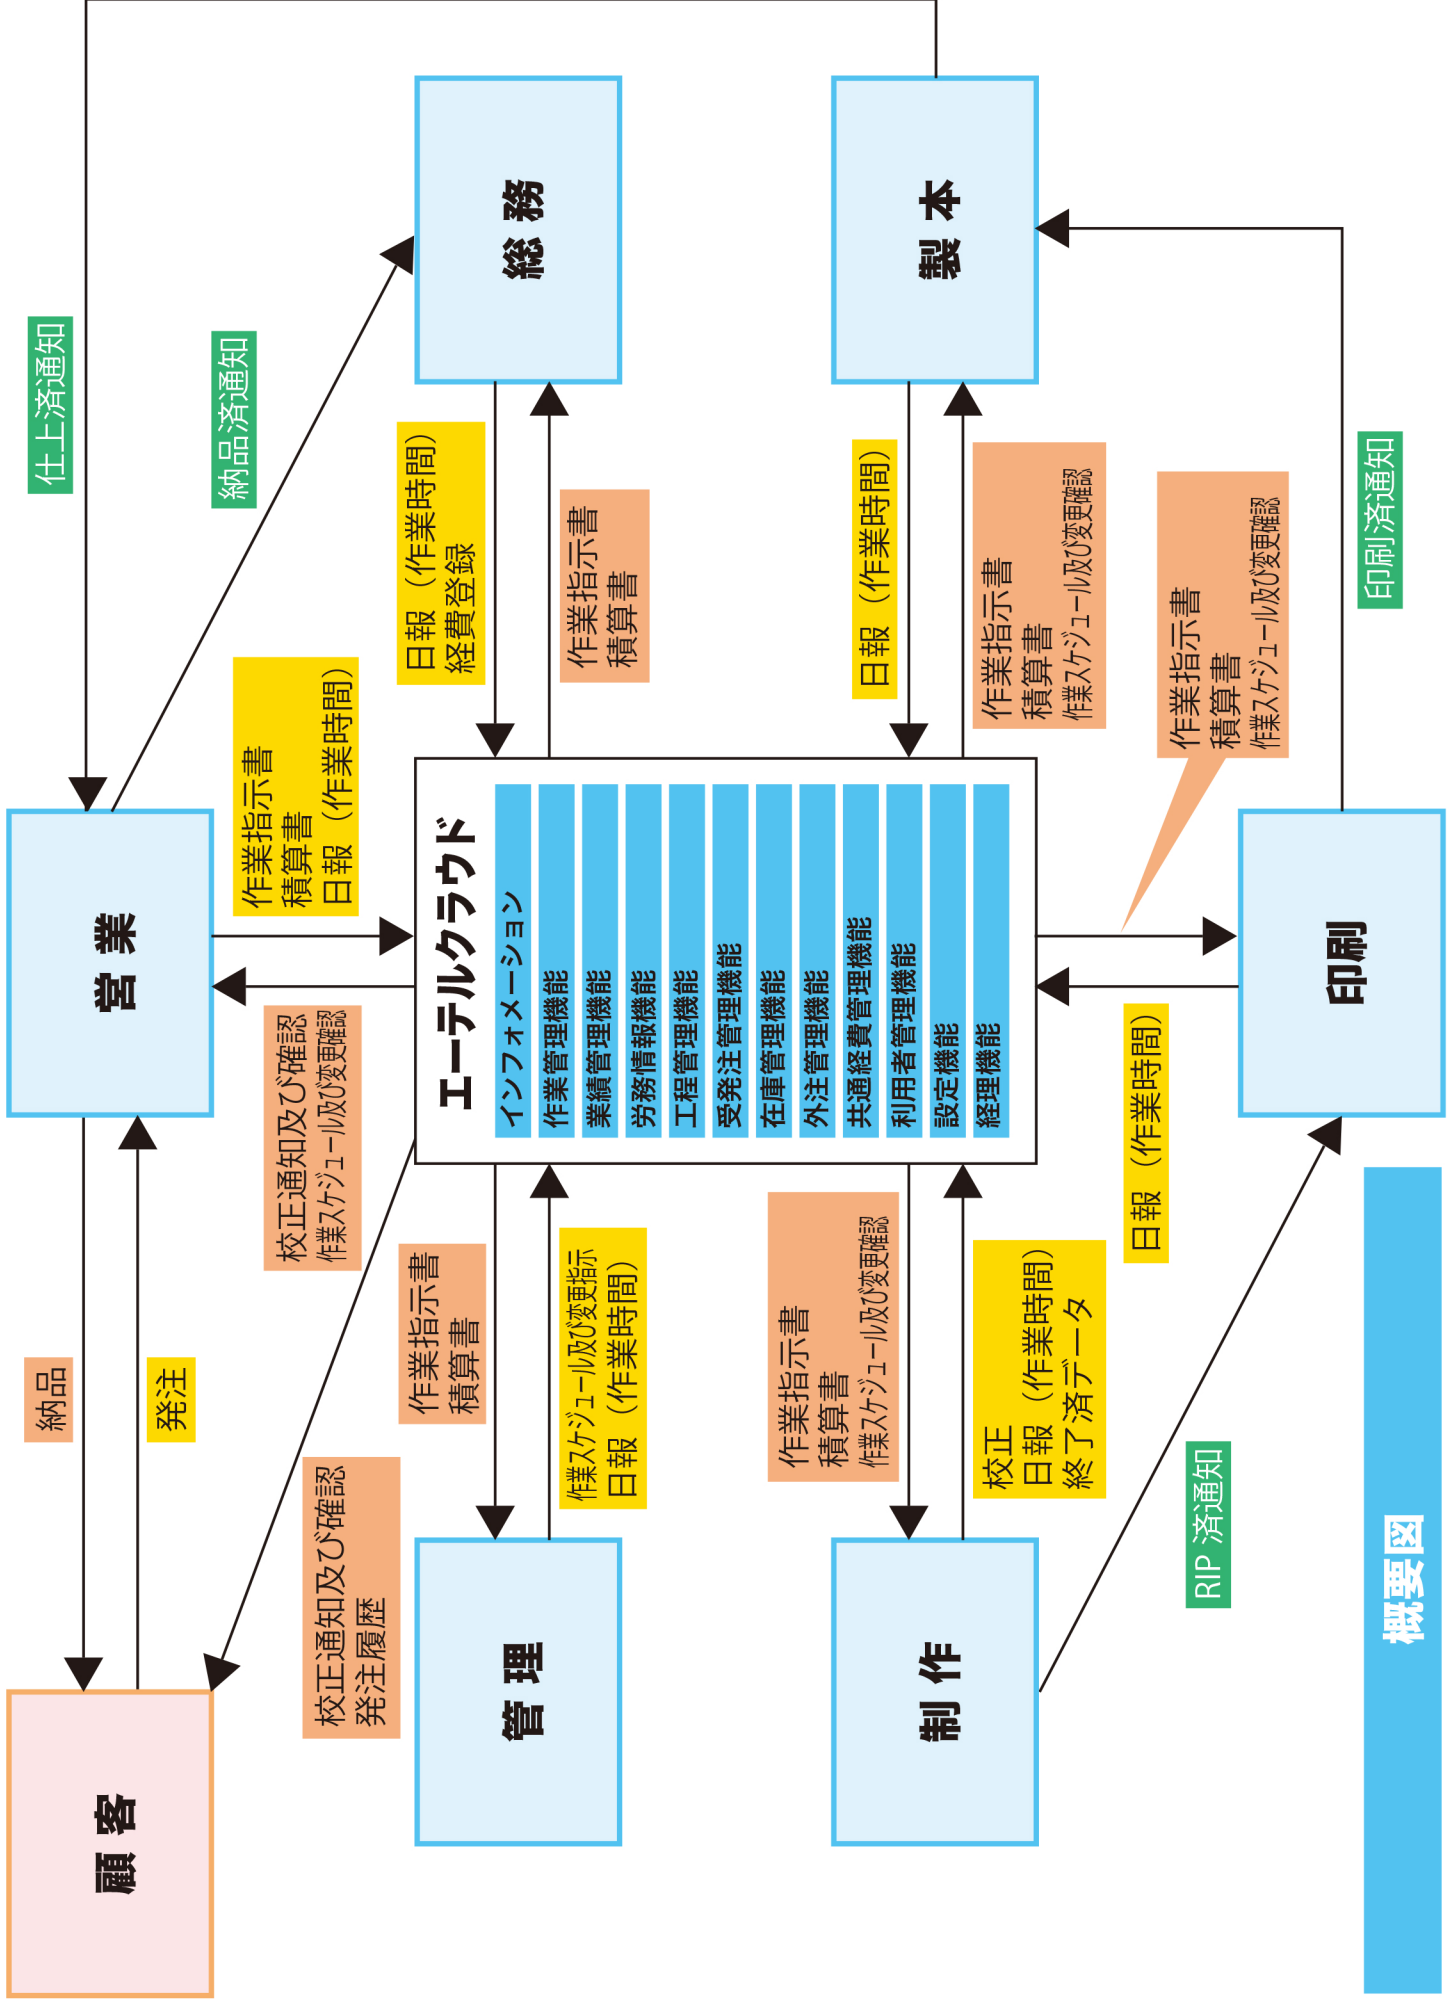 顧客
営業
納品
発注
校正通知及び確認
作業スケジュール及び変更確認
作業指示書
積算書
日報（作業時間）
仕上済通知
納品済通知
校正通知及び確認
発注履歴
管理
作業指示書
積算書
作業スケジュール及び変更指示
日報（作業時間）
エーテルクラウド
インフォメーション
作業管理機能
業績管理機能
労務情報機能
工程管理機能
受発注管理機能
在庫管理機能
外注管理機能
共通経費管理機能
利用者管理機能
設定機能
経理機能
日報（作業時間）
経費登録
作業指示書
積算書
総務
制作
作業指示書
積算書
作業スケジュール及び変更確認
校正
日報（作業時間）
終了済データ
日報（作業時間）
作業指示書
積算書
作業スケジュール及び変更確認
製本
RIP 済通知
日報（作業時間）
作業指示書
積算書
作業スケジュール及び変更確認
印刷済通知
印刷
概要図